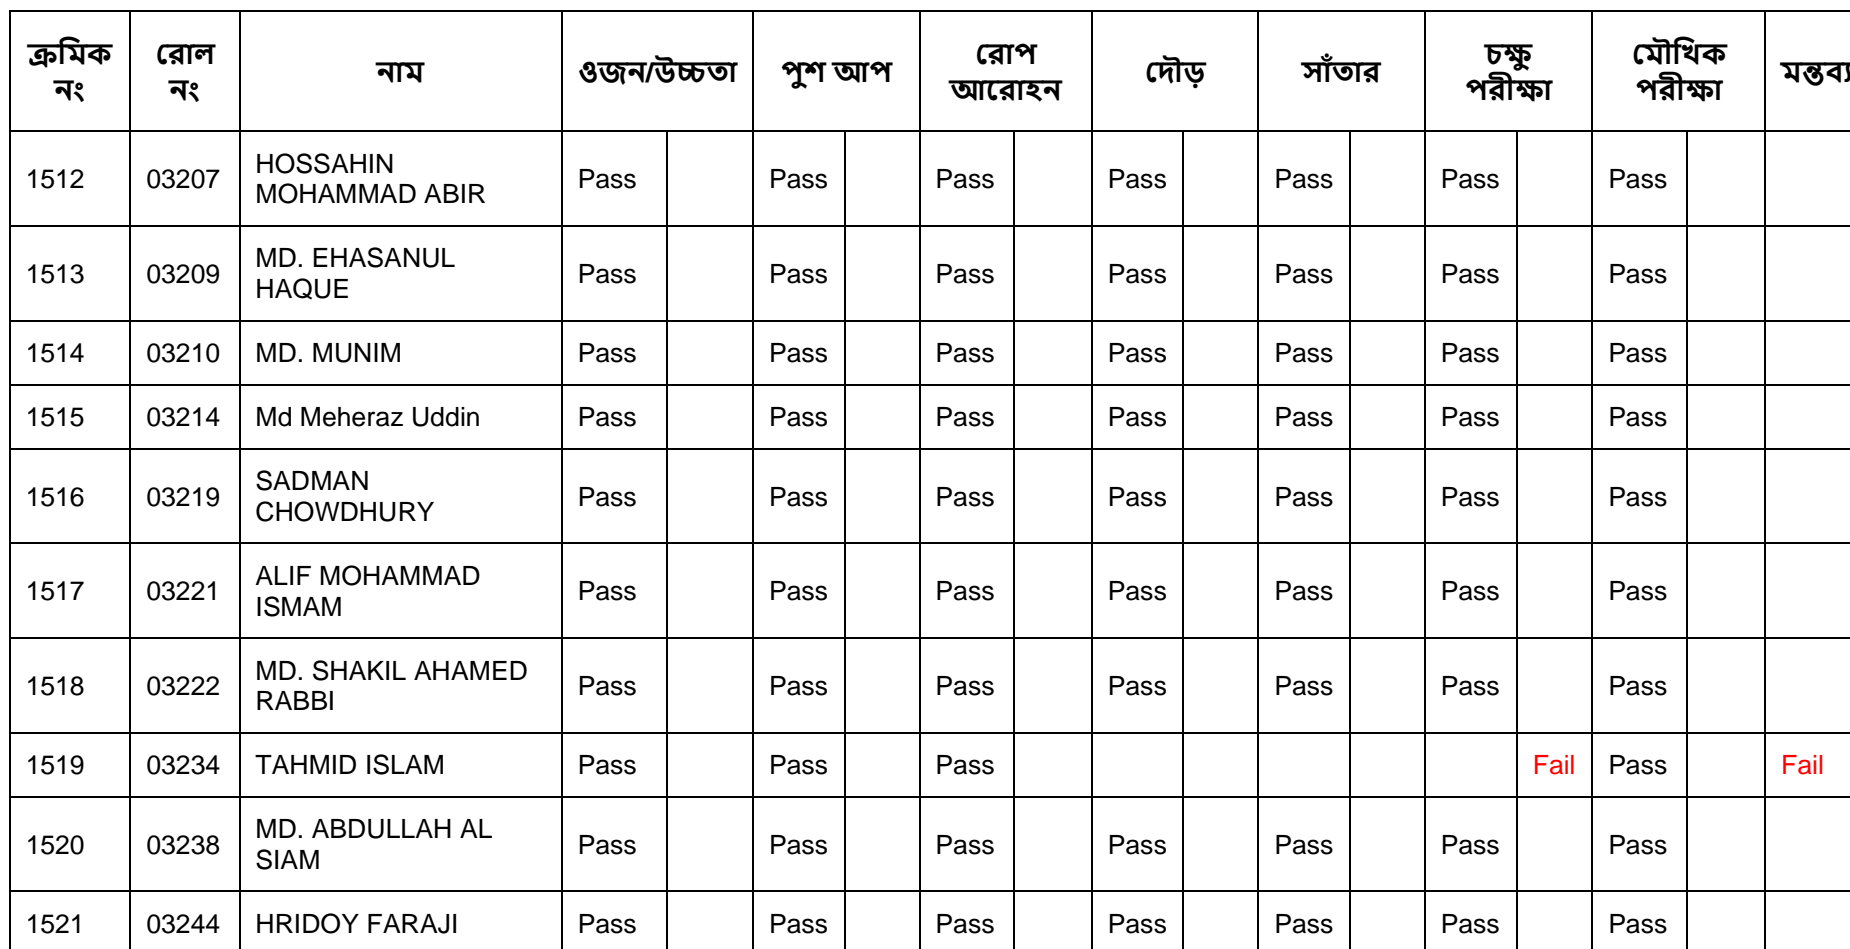 ক্রমিক নং রোল নং নাম ওজন/উচ্চতা পুশ আপ রোপ আরোহন দৌড় সাঁতার চক্ষু পরীক্ষা মৌখিক পরীক্ষা মন্তব্য
1512 03207 HOSSAHIN MOHAMMAD ABIR Pass Pass Pass Pass Pass Pass Pass
1513 03209 MD. EHASANUL HAQUE Pass Pass Pass Pass Pass Pass Pass
1514 03210 MD. MUNIM Pass Pass Pass Pass Pass Pass Pass
1515 03214 Md Meheraz Uddin Pass Pass Pass Pass Pass Pass Pass
1516 03219 SADMAN CHOWDHURY Pass Pass Pass Pass Pass Pass Pass
1517 03221 ALIF MOHAMMAD ISMAM Pass Pass Pass Pass Pass Pass Pass
1518 03222 MD. SHAKIL AHAMED RABBI Pass Pass Pass Pass Pass Pass Pass
1519 03234 TAHMID ISLAM Pass Pass Pass Fail Pass Fail
1520 03238 MD. ABDULLAH AL SIAM Pass Pass Pass Pass Pass Pass Pass
1521 03244 HRIDOY FARAJI Pass Pass Pass Pass Pass Pass Pass